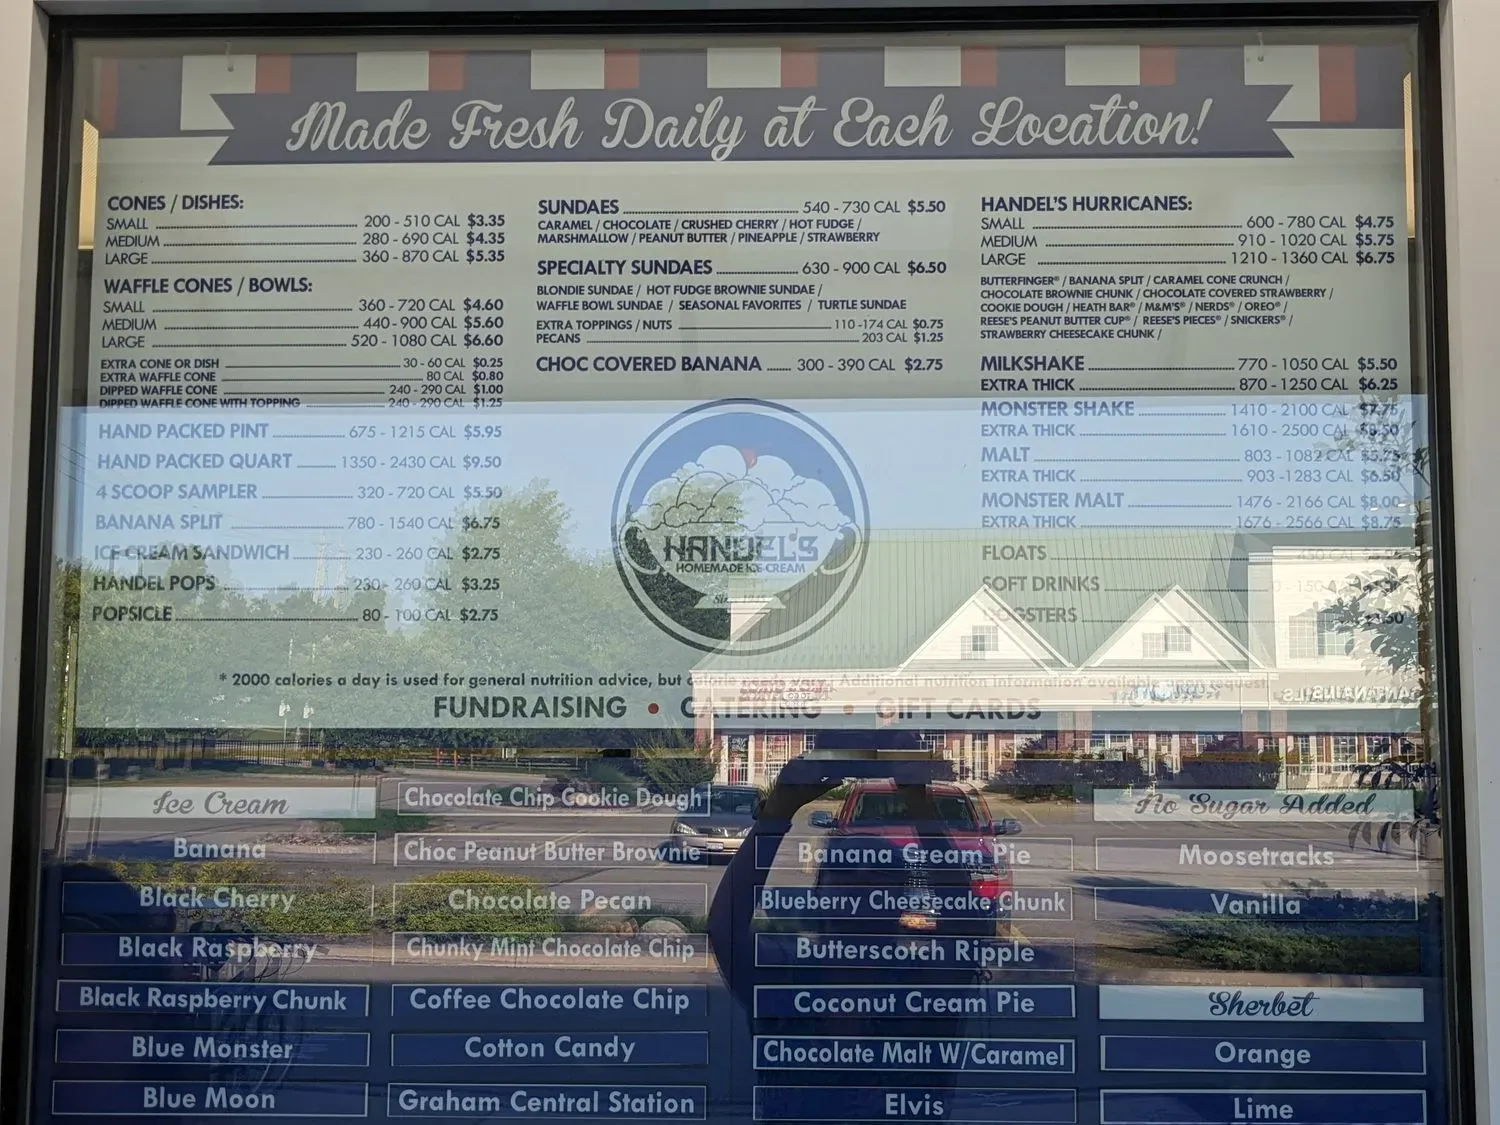 Made Fresh Daily at Each Location!
CONES / DISHES:
SMALL 200 - 510 CAL $3.35
MEDIUM 280 - 690 CAL $4.35
LARGE 360 - 870 CAL $5.35
WAFFLE CONES / BOWLS:
SMALL 360 - 720 CAL $4.60
MEDIUM 440 - 900 CAL $5.60
LARGE 520 - 1080 CAL $6.60
EXTRA CONE OR DISH 30 - 60 CAL $0.25
EXTRA WAFFLE CONE 80 CAL $0.80
DIPPED WAFFLE CONE 240 - 290 CAL $1.00
DIPPED WAFFLE CONE WITH TOPPING 240 - 290 CAL $1.25
HAND PACKED PINT 675 - 1215 CAL $5.95
HAND PACKED QUART 1350 - 2430 CAL $9.50
4 SCOOP SAMPLER 320 - 720 CAL $5.50
BANANA SPLIT 780 - 1540 CAL $6.75
ICE CREAM SANDWICH 230 - 260 CAL $2.75
HANDEL POPS 230 - 260 CAL $3.25
POPSICLE 80 - 100 CAL $2.75
SUNDAES 540 - 730 CAL $5.50
CARAMEL / CHOCOLATE / CRUSHED CHERRY / HOT FUDGE /
MARSHMALLOW / PEANUT BUTTER / PINEAPPLE / STRAWBERRY
SPECIALTY SUNDAES 630 - 900 CAL $6.50
BLONDIE SUNDAE / HOT FUDGE BROWNIE SUNDAE /
WAFFLE BOWL SUNDAE / SEASONAL FAVORITES / TURTLE SUNDAE
EXTRA TOPPINGS / NUTS 110 -174 CAL $0.75
PECANS 203 CAL $1.25
CHOC COVERED BANANA 300 - 390 CAL $2.75
HANDEL'S
HOMEMADE ICE CREAM
HANDEL'S HURRICANES:
SMALL 600 - 780 CAL $4.75
MEDIUM 910 - 1020 CAL $5.75
LARGE 1210 - 1360 CAL $6.75
BUTTERFINGER® / BANANA SPLIT / CARAMEL CONE CRUNCH /
CHOCOLATE BROWNIE CHUNK / CHOCOLATE COVERED STRAWBERRY /
COOKIE DOUGH / HEATH BAR® / M&M'S® / NERDS® / OREO® /
REESE'S PEANUT BUTTER CUP® / REESE'S PIECES® / SNICKERS® /
STRAWBERRY CHEESECAKE CHUNK /
MILKSHAKE 770 - 1050 CAL $5.50
EXTRA THICK 870 - 1250 CAL $6.25
MONSTER SHAKE 1410 - 2100 CAL $7.75
EXTRA THICK 1610 - 2500 CAL $8.50
MALT 803 - 1082 CAL $5.75
EXTRA THICK 903 -1283 CAL $6.50
MONSTER MALT 1476 - 2166 CAL $8.00
EXTRA THICK 1676 - 2566 CAL $8.75
FLOATS CAL
SOFT DRINKS
* 2000 calories a day is used for general nutrition advice, but Additional nutrition information available request
FUNDRAISING • CATERING • GIFT CARDS
Ice Cream
Banana
Black Cherry
Black Raspberry
Black Raspberry Chunk
Blue Monster
Blue Moon
Chocolate Chip Cookie Dough
Choc Peanut Butter Brownie
Chocolate Pecan
Chunky Mint Chocolate Chip
Coffee Chocolate Chip
Cotton Candy
Graham Central Station
Banana Cream Pie
Blueberry Cheesecake Chunk
Butterscotch Ripple
Coconut Cream Pie
Chocolate Malt W/Caramel
Elvis
No Sugar Added
Moosetracks
Vanilla
Sherbet
Orange
Lime